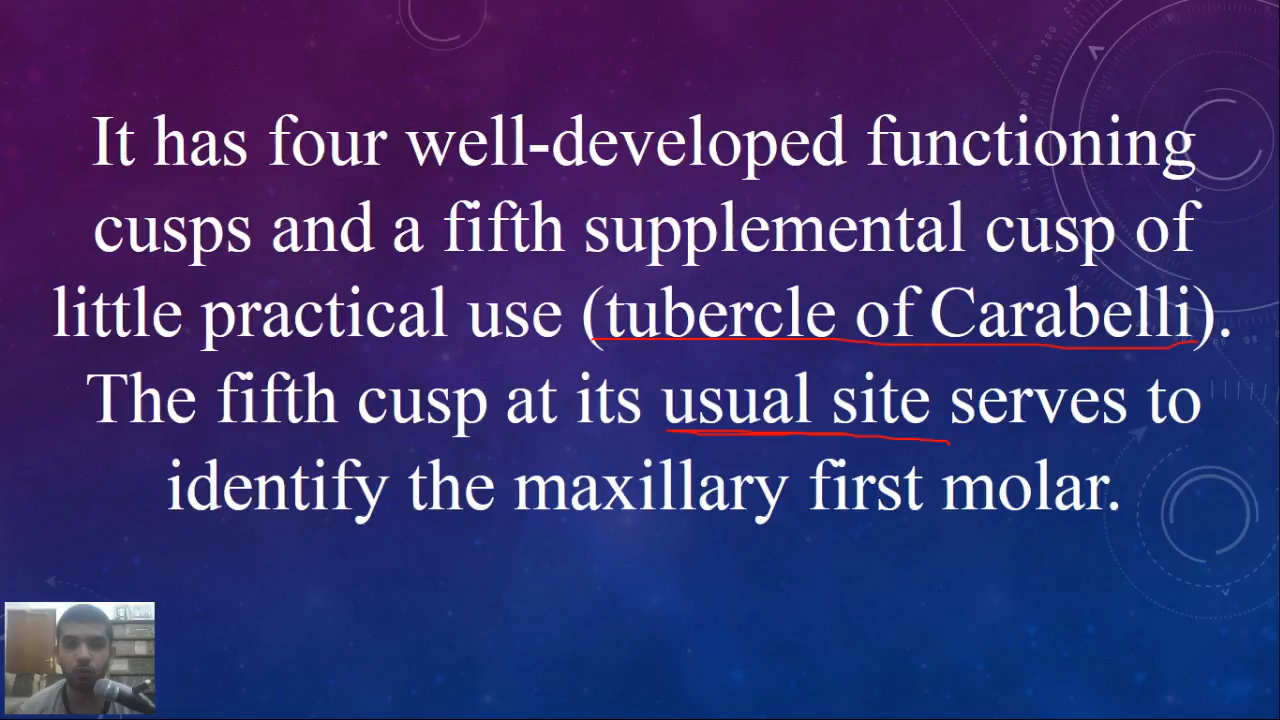 It has four well-developed functioning
cusps and a fifth supplemental cusp of
little practical use (tubercle of Carabelli).
The fifth cusp at its usual site serves to
identify the maxillary first molar.